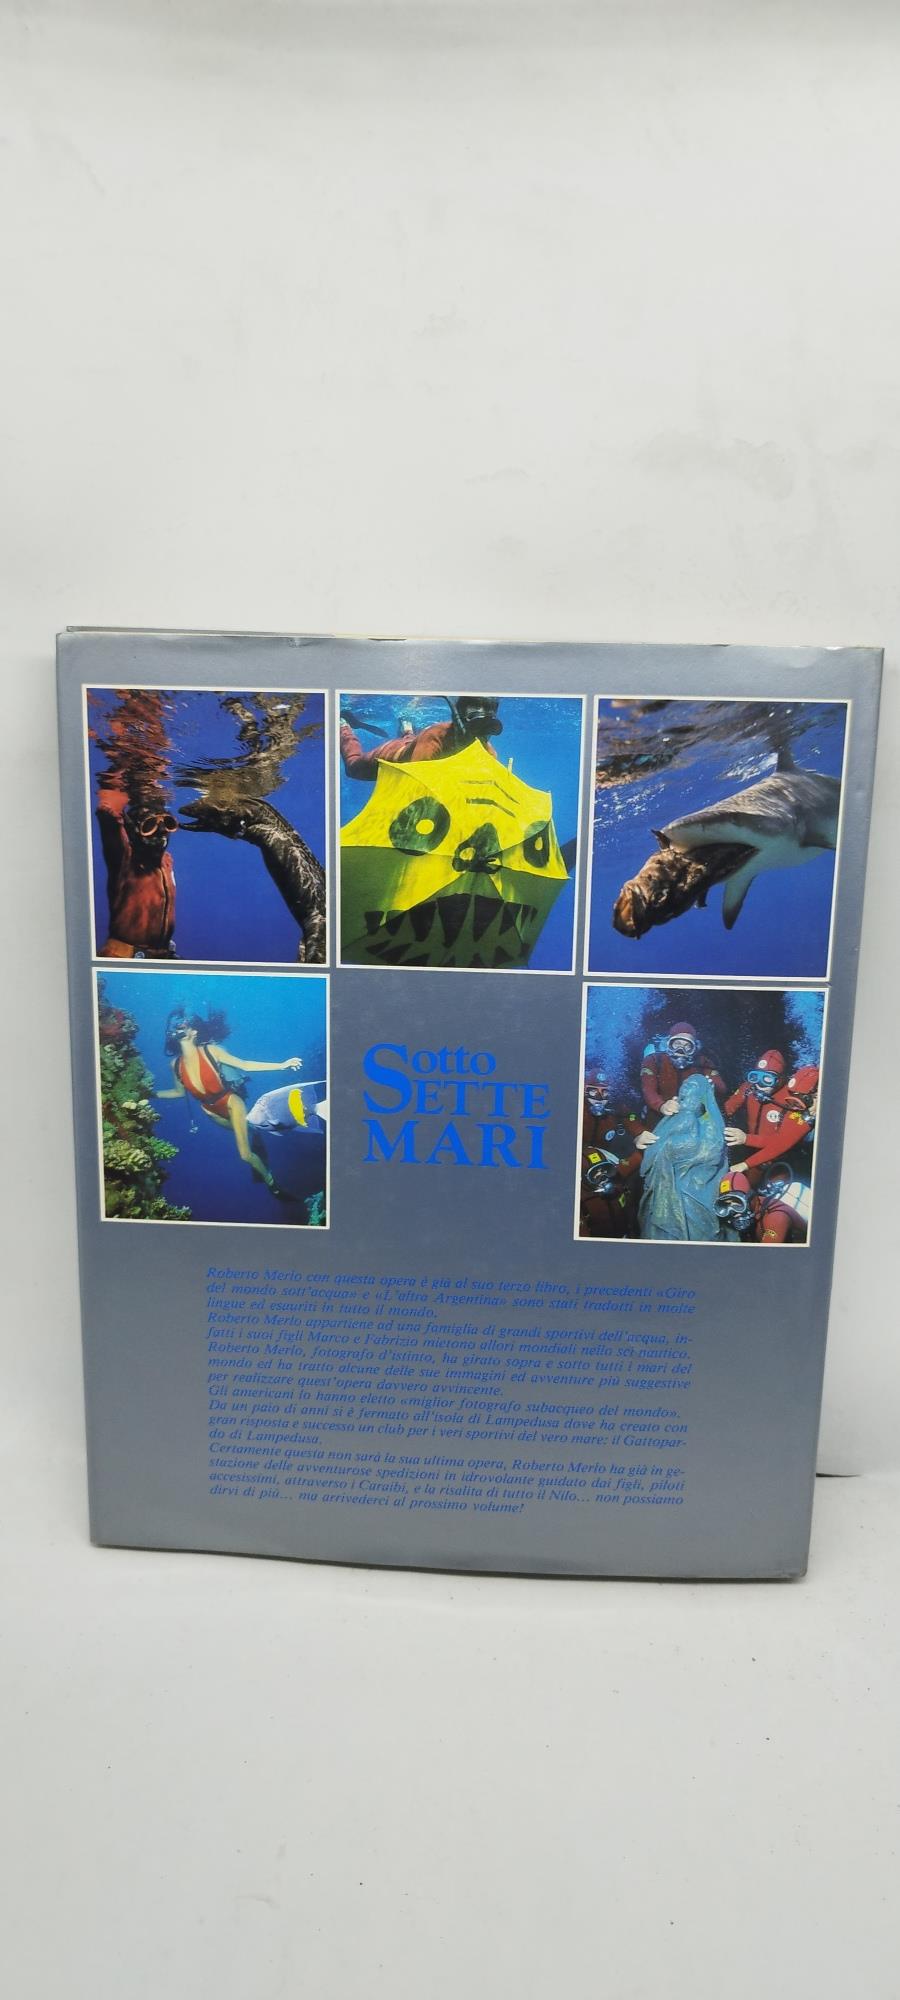 Sotto
SETTE
MARI
Roberto Merlo con questa opera è già al suo terzo libro, i precedenti «Giro
del mondo sott'acqua» e «L'altra Argentina» sono stati tradotti in molte
lingue ed esauriti in tutto il mondo.
Roberto Merlo appartiene ad una famiglia di grandi sportivi dell'acqua, in-
fatti i suoi figli Marco e Fabrizio mietono allori mondiali nello sci nautico.
Roberto Merlo, fotografo d'istinto, ha girato sopra e sotto tutti i mari del
mondo ed ha tratto alcune delle sue immagini ed avventure più suggestive
per realizzare quest'opera davvero avvincente.
Gli americani lo hanno eletto «miglior fotografo subacqueo del mondo».
Da un paio di anni si è fermato all'isola di Lampedusa dove ha creato con
gran risposta e successo un club per i veri sportivi del vero mare: il Gattopar-
do di Lampedusa.
Certamente questa non sarà la sua ultima opera, Roberto Merlo ha già in ge-
stazione delle avventurose spedizioni in idrovolante guidato dai figli, piloti
accesissimi, attraverso i Caraibi, e la risalita di tutto il Nilo... non possiamo
dirvi di più... ma arrivederci al prossimo volume!